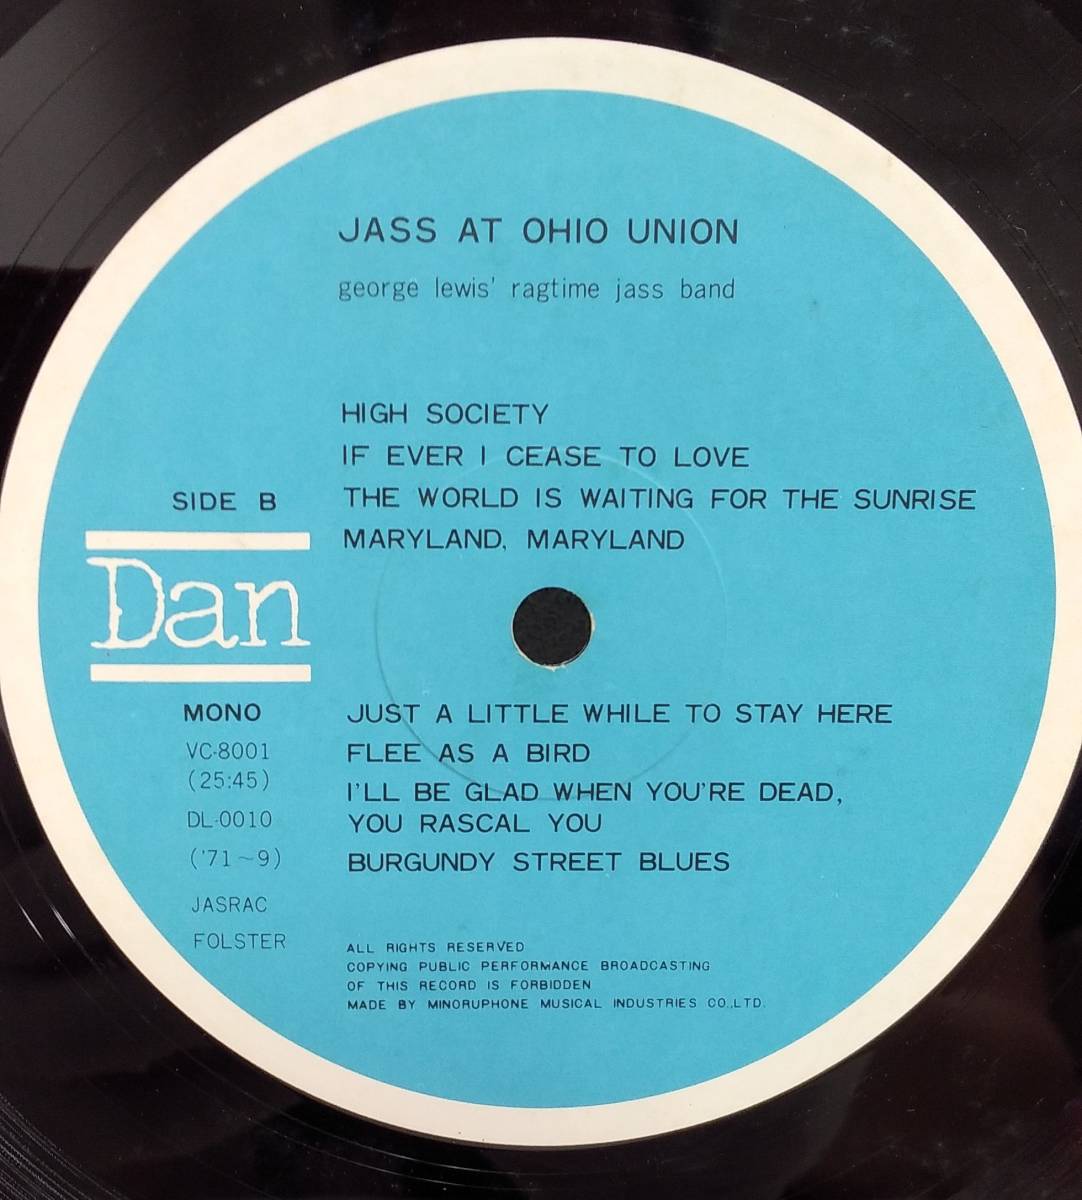 JASS AT OHIO UNION
george lewis' ragtime jass band
HIGH SOCIETY
IF EVER I CEASE TO LOVE
THE WORLD IS WAITING FOR THE SUNRISE
MARYLAND, MARYLAND
SIDE B
Dan
MONO
VC-8001
(25:45)
DL-0010
('71~9)
JASRAC
FOLSTER
JUST A LITTLE WHILE TO STAY HERE
FLEE AS A BIRD
I'LL BE GLAD WHEN YOU'RE DEAD,
YOU RASCAL YOU
BURGUNDY STREET BLUES
ALL RIGHTS RESERVED
COPYING PUBLIC PERFORMANCE BROADCASTING
OF THIS RECORD IS FORBIDDEN
MADE BY MINORUPHONE MUSICAL INDUSTRIES CO.,LTD.